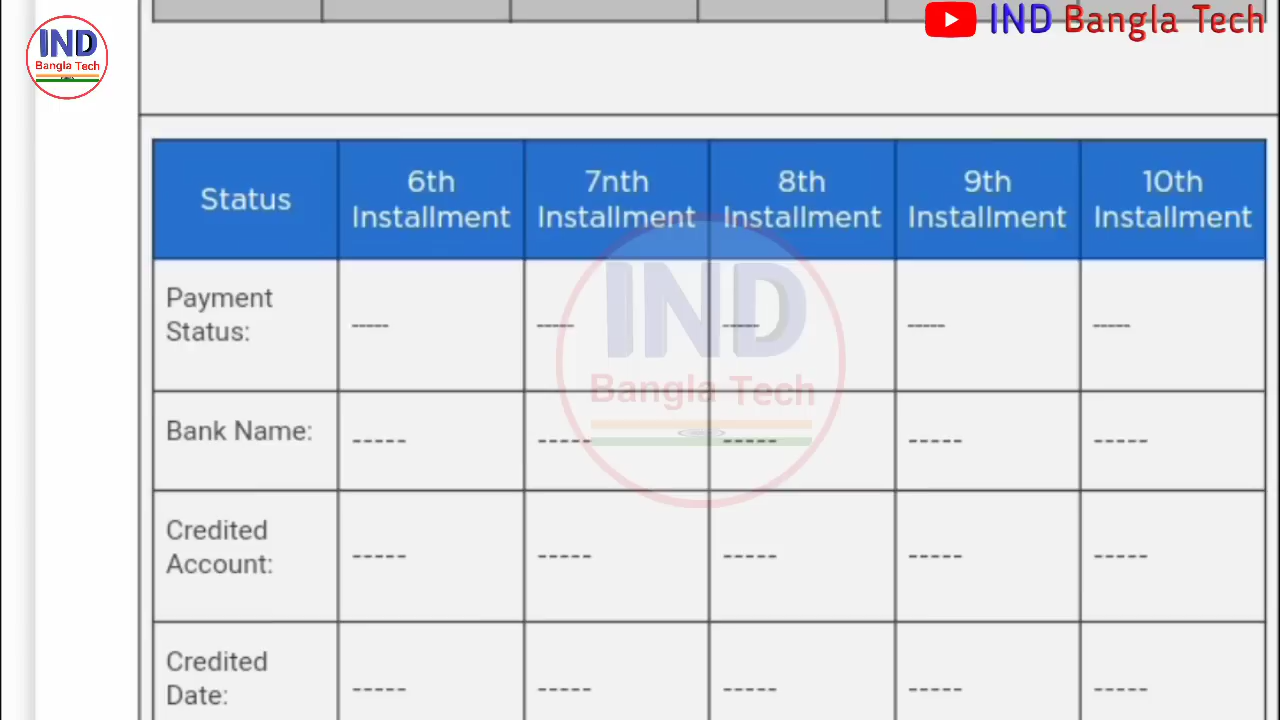 IND
Bangla Tech
IND Bangla Tech
Status
6th
Installment
7nth
Installment
8th
Installment
9th
Installment
10th
Installment
Payment
Status:
-----
-----
-----
-----
-----
Bank Name:
-----
-----
-----
-----
-----
Credited
Account:
-----
-----
-----
-----
-----
Credited
Date:
-----
-----
-----
-----
-----
IND
Bangla Tech